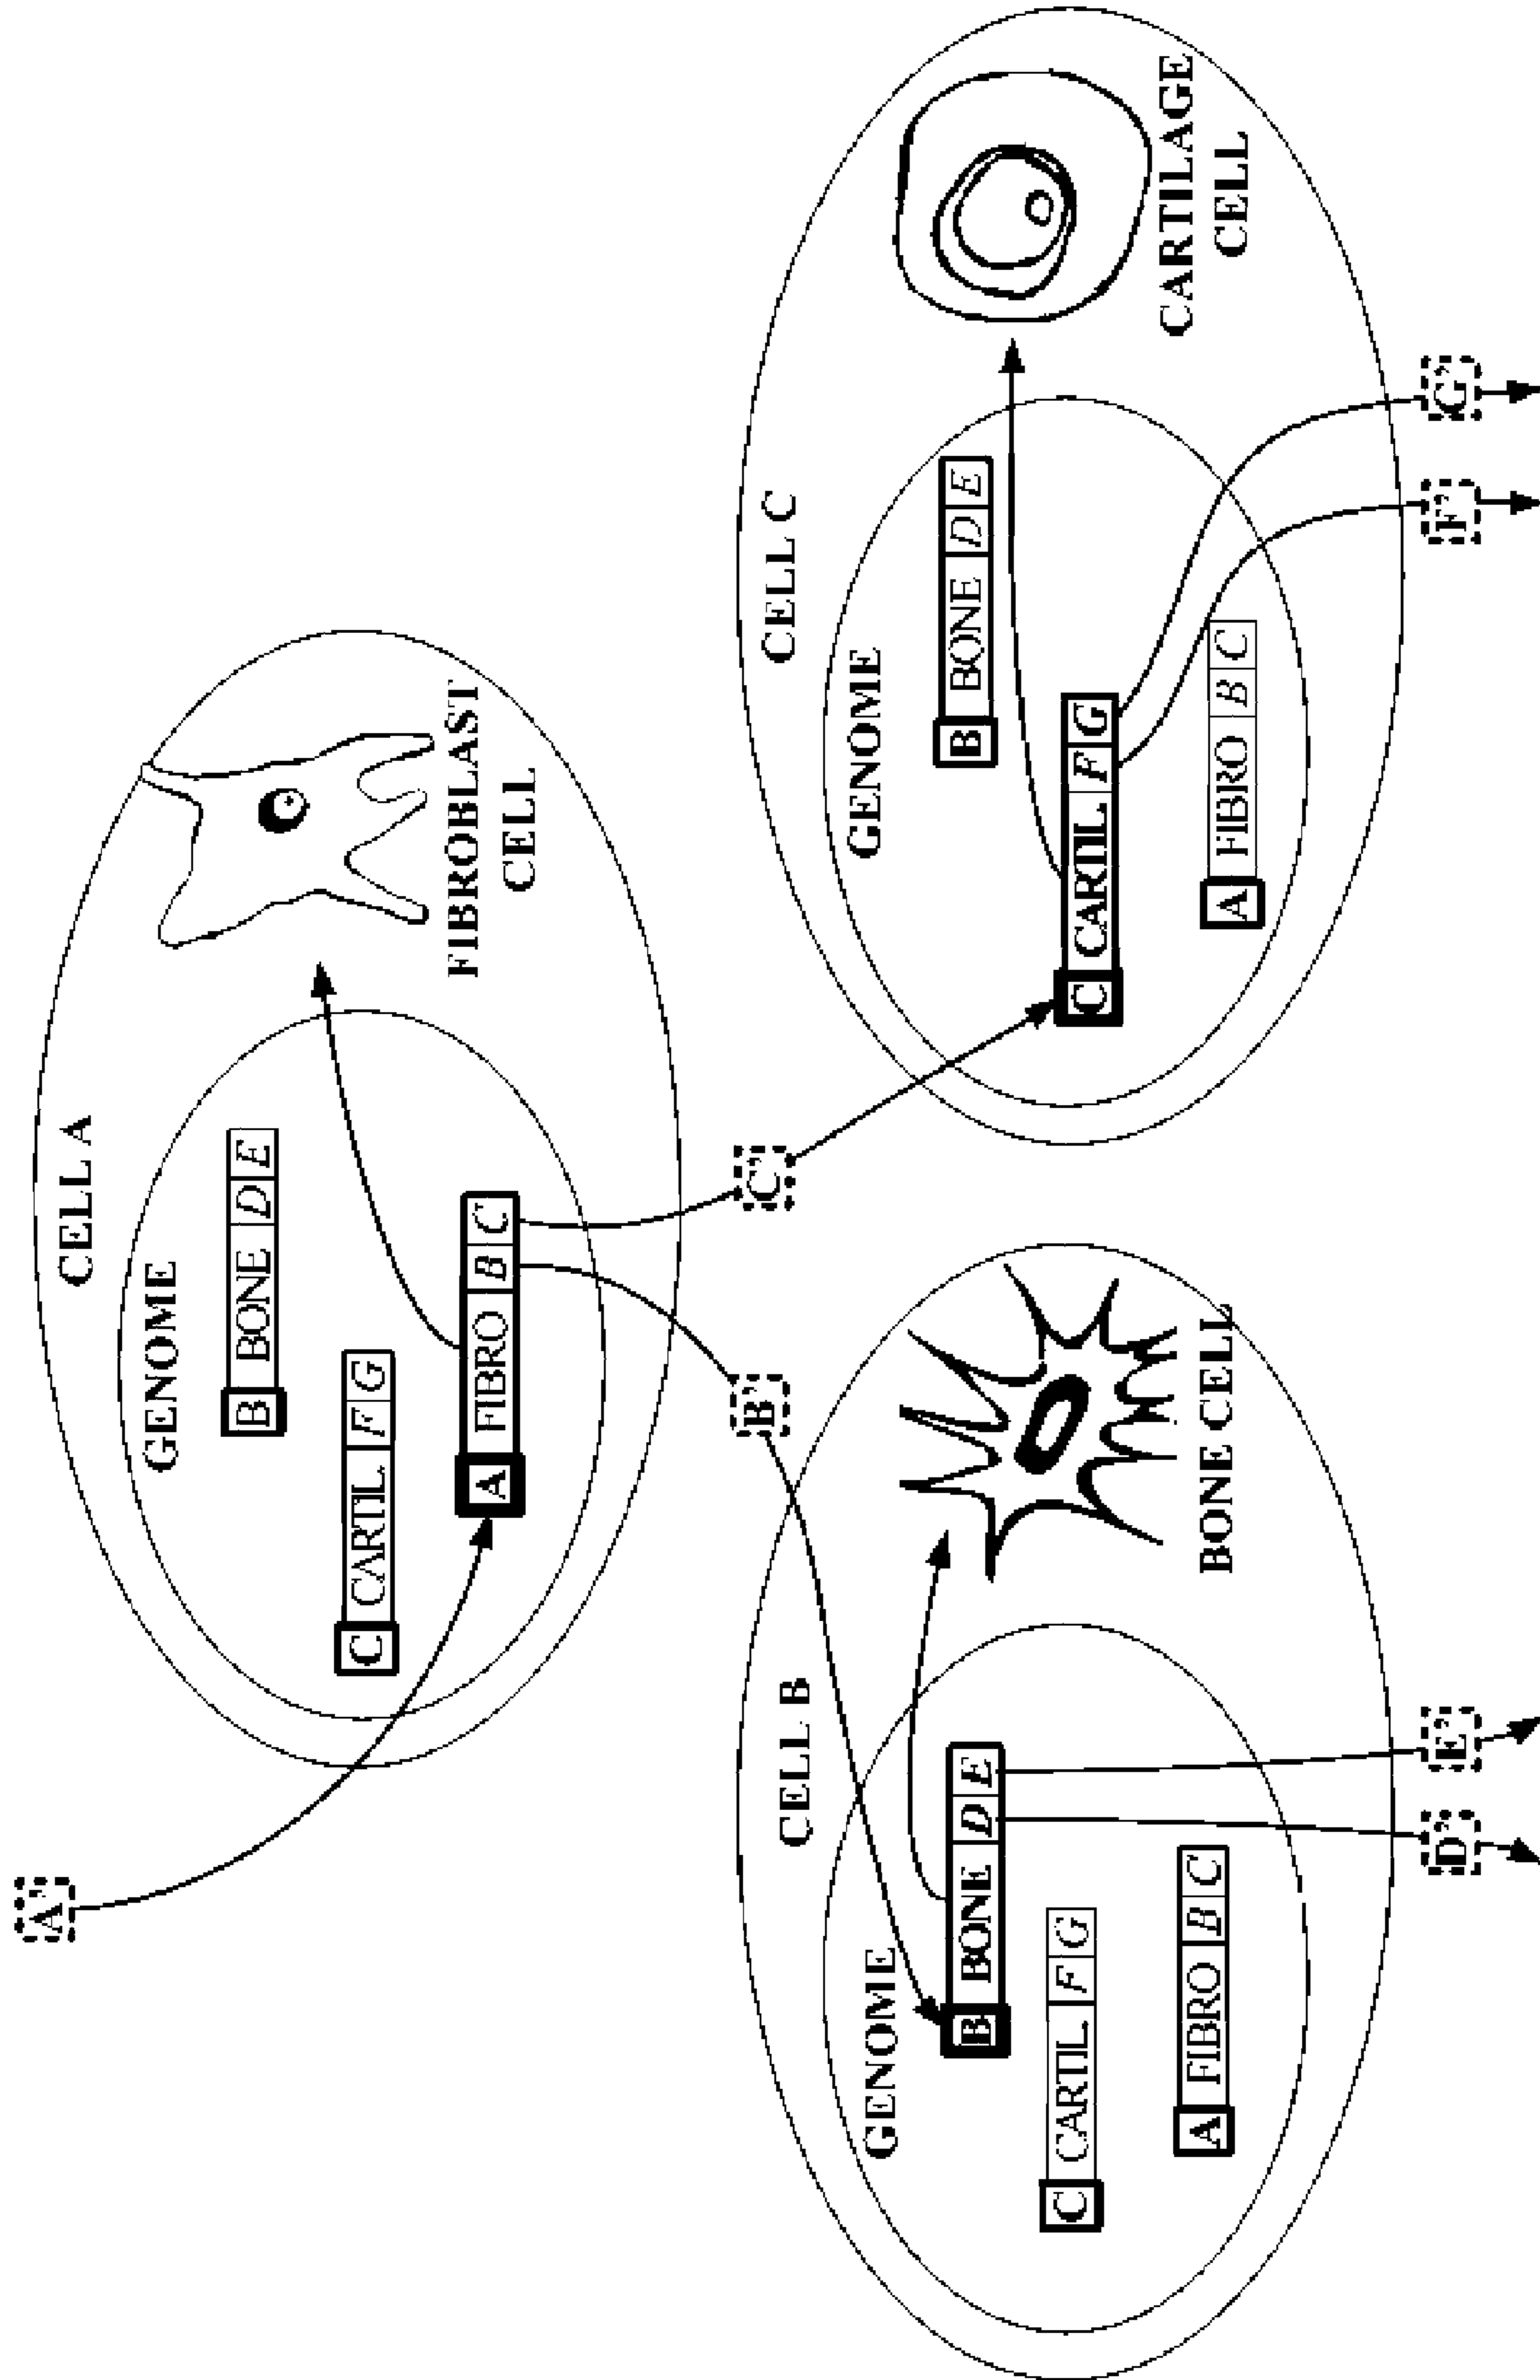 A'
CELL A
GENOME
B BONE D E
C CARTIL F G
A FIBRO B C
FIBROBLAST
CELL
B'
C'
CELL B
GENOME
B BONE D E
C CARTIL F G
A FIBRO B C
BONE CELL
D'
E'
CELL C
GENOME
B BONE D E
C CARTIL F G
A FIBRO B C
CARTILAGE
CELL
F'
G'